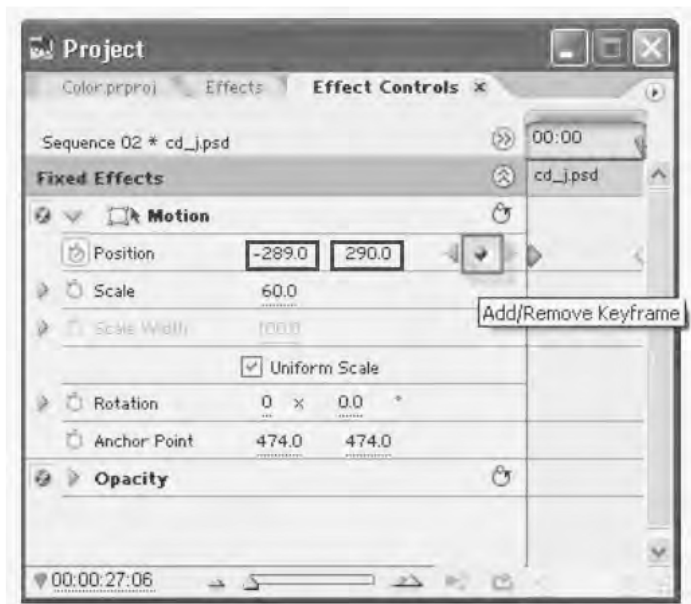 Project
Color.prproj Effects Effect Controls ×
Sequence 02 * cd_j.psd 00:00
Fixed Effects cd_j.psd
Motion
Position -289.0 290.0
Scale 60.0
Add/Remove Keyframe
Scale Width 100.0
Uniform Scale
Rotation 0 x 0.0 °
Anchor Point 474.0 474.0
Opacity
00:00:27:06